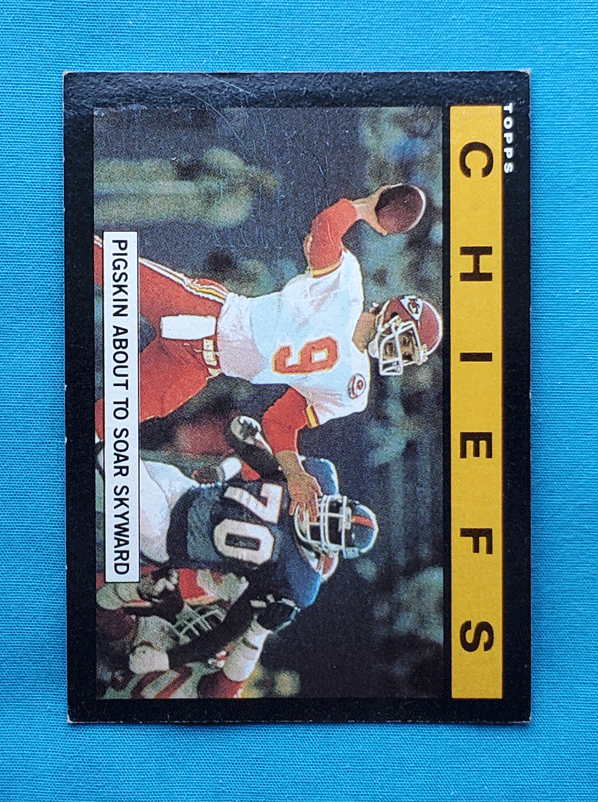 TOPPS
CHIEFS
9
70
PIGSKIN ABOUT TO SOAR SKYWARD